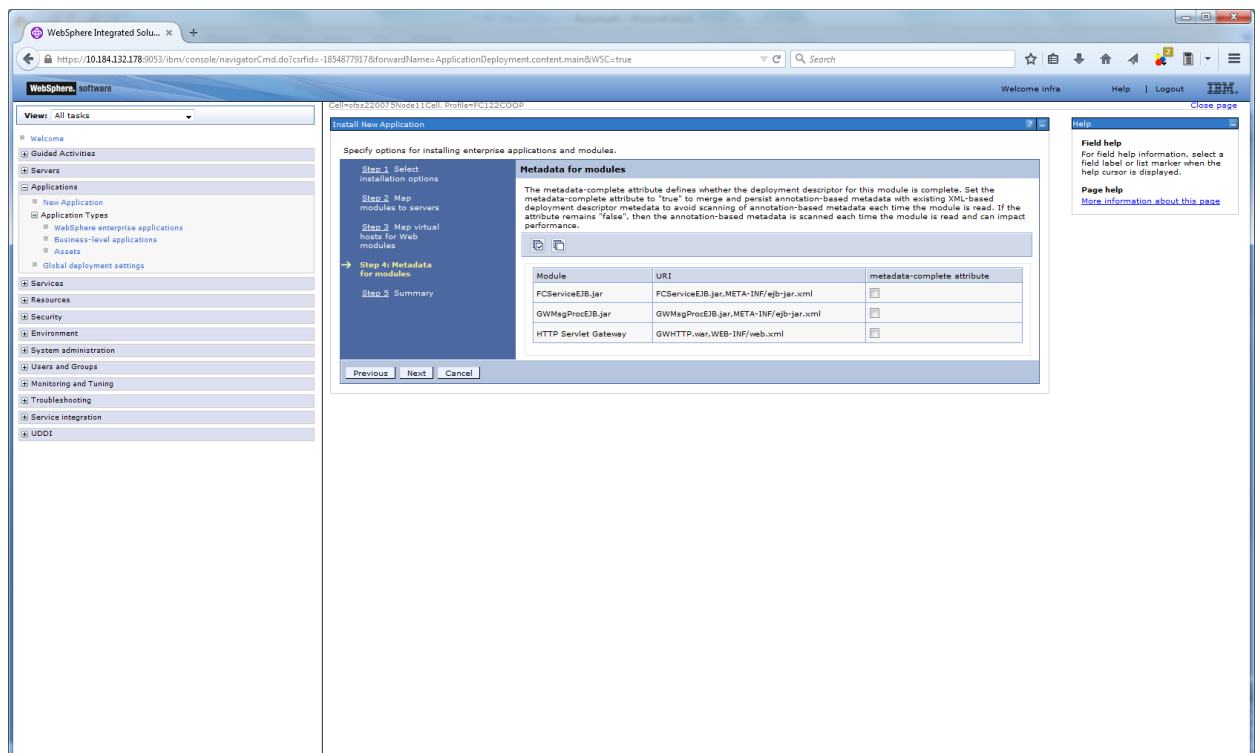 WebSphere Integrated Solu... × +
https://10.184.132.178:9053/ibm/console/navigatorCmd.do?csrfid=-1854877917&forwardName=ApplicationDeployment.content.main&WSC=true
Search
2
WebSphere. software
Welcome infra
Help | Logout
IBM.
View: All tasks
Cell=ofss220075Node11Cell, Profile=FC122COOP
Close page
Welcome
Guided Activities
Servers
Applications
New Application
Application Types
WebSphere enterprise applications
Business-level applications
Assets
Global deployment settings
Services
Resources
Security
Environment
System administration
Users and Groups
Monitoring and Tuning
Troubleshooting
Service integration
UDDI
Install New Application
? –
Specify options for installing enterprise applications and modules.
Step 1 Select
installation options
Step 2 Map
modules to servers
Step 3 Map virtual
hosts for Web
modules
→ Step 4: Metadata
for modules
Step 5 Summary
Metadata for modules
The metadata-complete attribute defines whether the deployment descriptor for this module is complete. Set the
metadata-complete attribute to "true" to merge and persist annotation-based metadata with existing XML-based
deployment descriptor metedata to avoid scanning of annotation-based metadata each time the module is read. If the
attribute remains "false", then the annotation-based metadata is scanned each time the module is read and can impact
performance.
Module URI metadata-complete attribute
FCServiceEJB.jar FCServiceEJB.jar,META-INF/ejb-jar.xml
GWMsgProcEJB.jar GWMsgProcEJB.jar,META-INF/ejb-jar.xml
HTTP Servlet Gateway GWHTTP.war,WEB-INF/web.xml
Previous Next Cancel
Help
Field help
For field help information, select a
field label or list marker when the
help cursor is displayed.
Page help
More information about this page